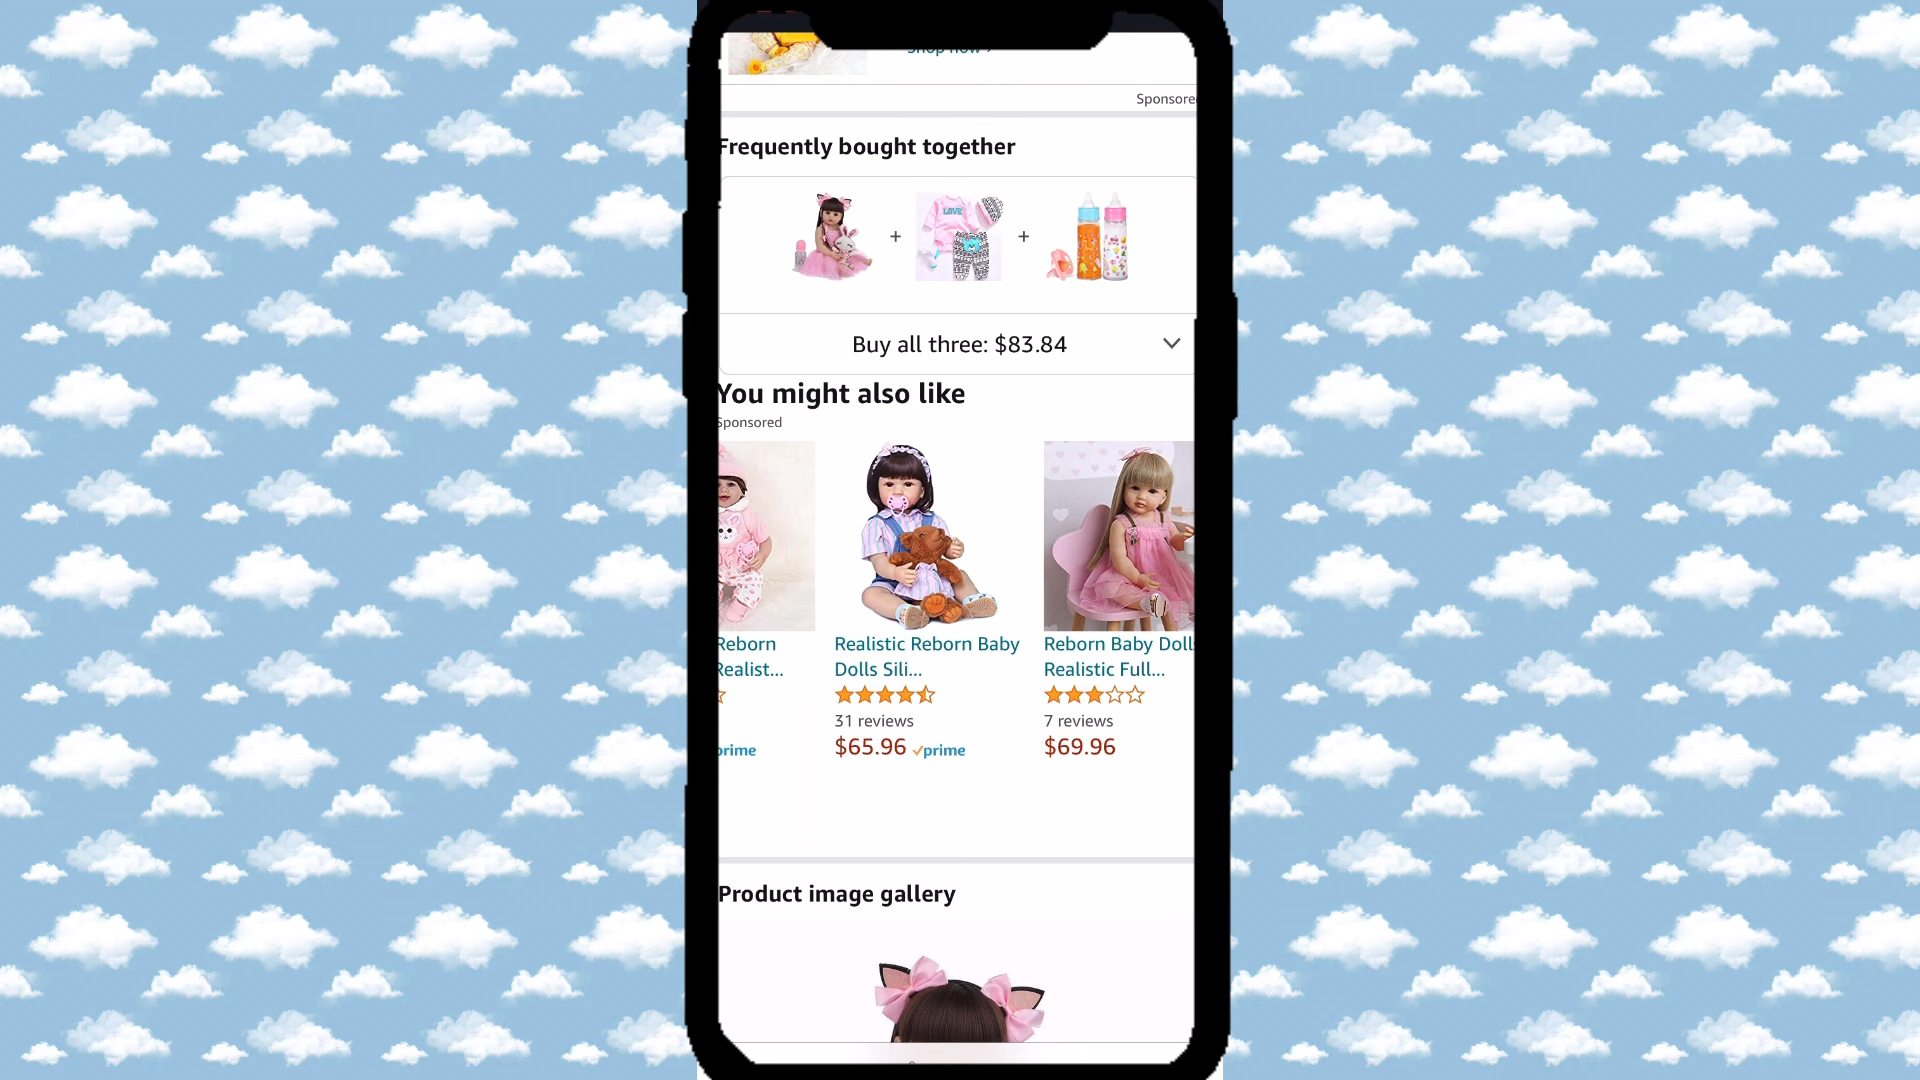 Shop now ›
Sponsore
Frequently bought together
LOVE
+ +
Buy all three: $83.84
You might also like
Sponsored
Reborn
Realist...
prime
Realistic Reborn Baby
Dolls Sili...
31 reviews
$65.96 prime
Reborn Baby Doll
Realistic Full...
7 reviews
$69.96
Product image gallery